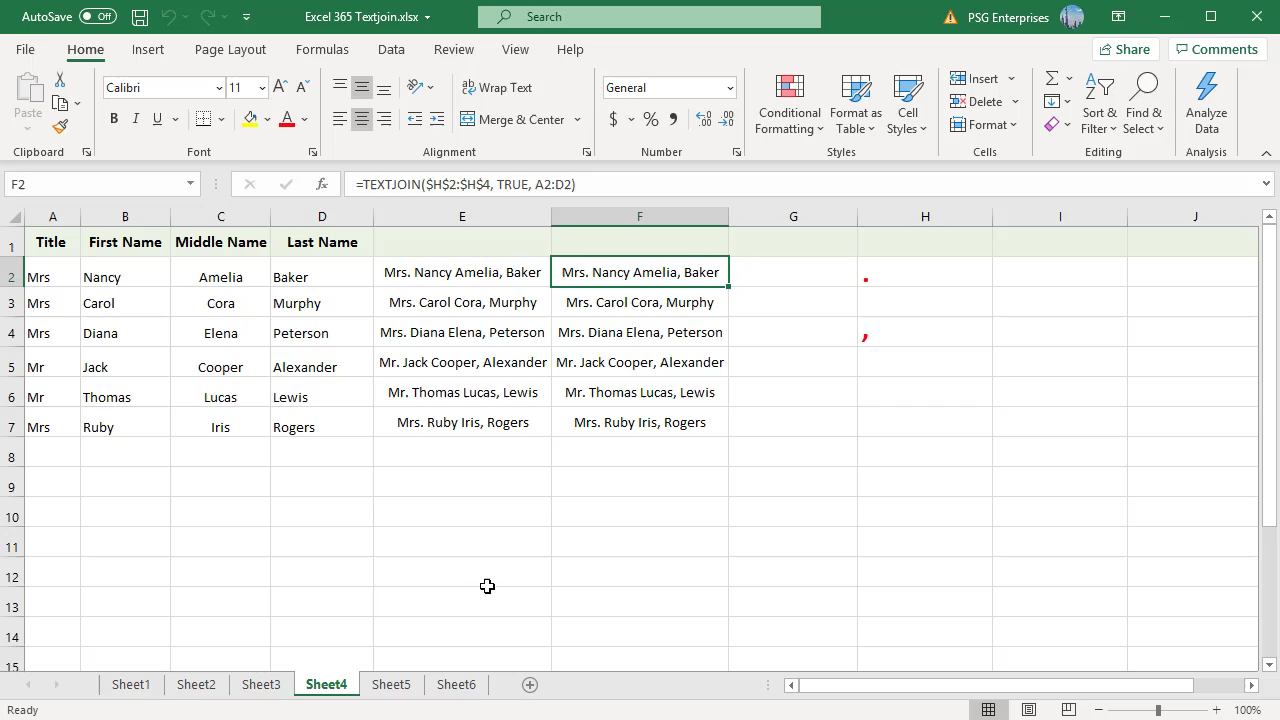 AutoSave Off Excel 365 Textjoin.xlsx Search PSG Enterprises
File Home Insert Page Layout Formulas Data Review View Help Share Comments
Paste Calibri 11 B I U A A A Wrap Text Merge & Center General $ % , Conditional Formatting Format as Table Cell Styles Insert Delete Format Sort & Filter Find & Select Analyze Data
Clipboard Font Alignment Number Styles Cells Editing Analysis
F2 fx =TEXTJOIN($H$2:$H$4, TRUE, A2:D2)
A B C D E F G H I J
1 Title First Name Middle Name Last Name
2 Mrs Nancy Amelia Baker Mrs. Nancy Amelia, Baker Mrs. Nancy Amelia, Baker .
3 Mrs Carol Cora Murphy Mrs. Carol Cora, Murphy Mrs. Carol Cora, Murphy
4 Mrs Diana Elena Peterson Mrs. Diana Elena, Peterson Mrs. Diana Elena, Peterson ,
5 Mr Jack Cooper Alexander Mr. Jack Cooper, Alexander Mr. Jack Cooper, Alexander
6 Mr Thomas Lucas Lewis Mr. Thomas Lucas, Lewis Mr. Thomas Lucas, Lewis
7 Mrs Ruby Iris Rogers Mrs. Ruby Iris, Rogers Mrs. Ruby Iris, Rogers
8
9
10
11
12
13
14
15
Sheet1 Sheet2 Sheet3 Sheet4 Sheet5 Sheet6
Ready 100%